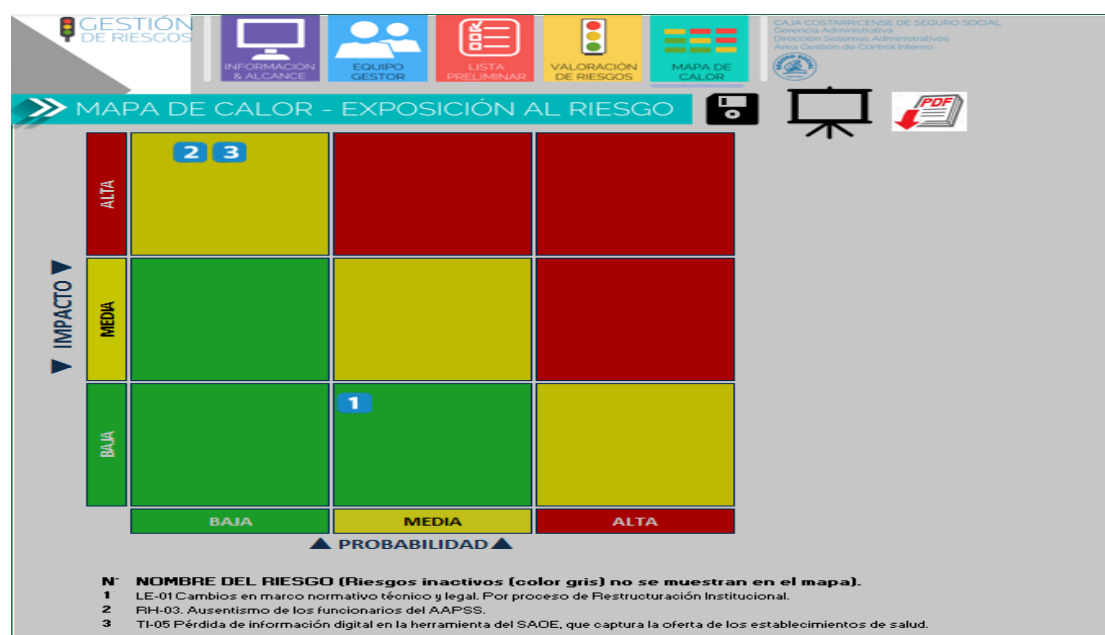 GESTIÓN
DE RIESGOS
INFORMACIÓN
& ALCANCE
EQUIPO
GESTOR
LISTA
PRELIMINAR
VALORACIÓN
DE RIESGOS
MAPA DE
CALOR
CAJA COSTARRICENSE DE SEGURO SOCIAL
Gerencia Administrativa
Dirección Sistemas Administrativos
Área Gestión de Control Interno
MAPA DE CALOR - EXPOSICIÓN AL RIESGO
PDF
2 3
ALTA
▼ IMPACTO ▼
MEDIA
1
BAJA
BAJA MEDIA ALTA
▲ PROBABILIDAD ▲
N° NOMBRE DEL RIESGO (Riesgos inactivos (color gris) no se muestran en el mapa).
1 LE-01 Cambios en marco normativo técnico y legal. Por proceso de Restructuración Institucional.
2 RH-03. Ausentismo de los funcionarios del AAPSS.
3 TI-05 Pérdida de información digital en la herramienta del SAOE, que captura la oferta de los establecimientos de salud.